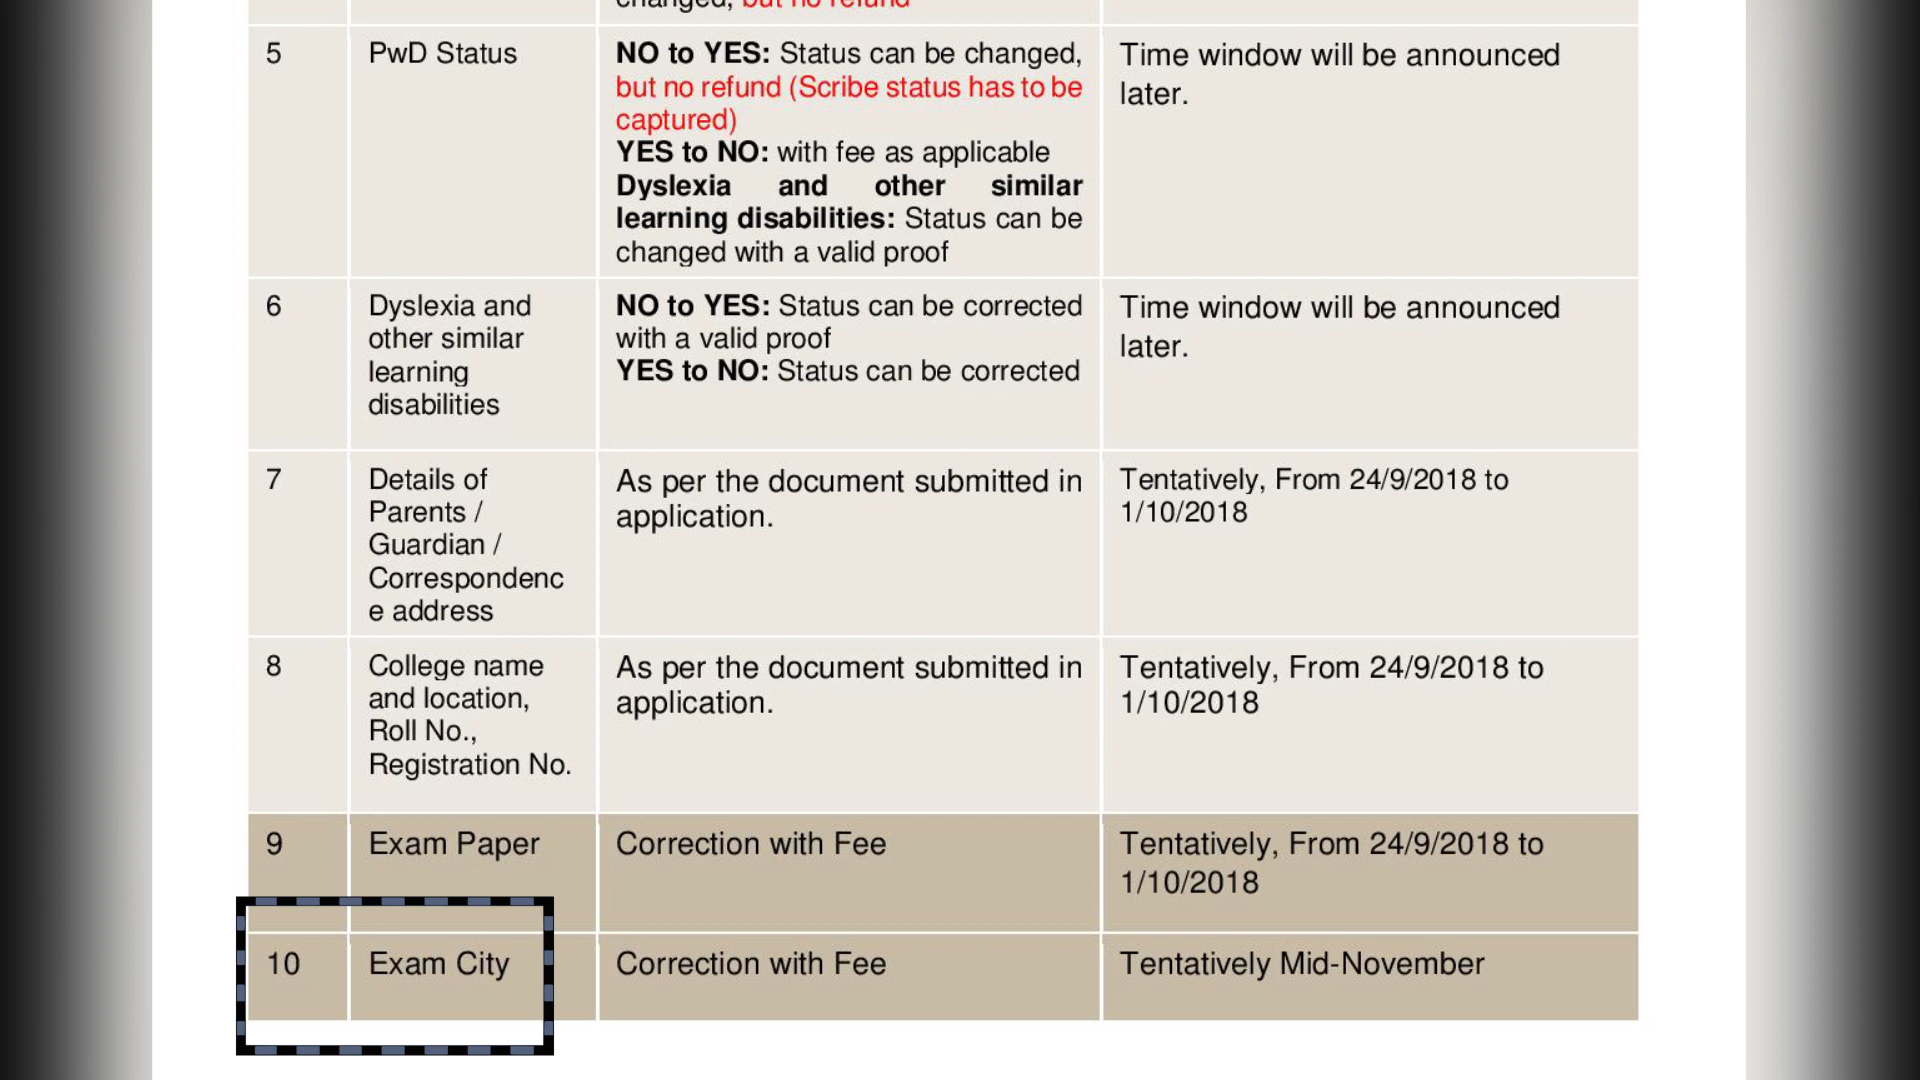 changed, but no refund
5
PwD Status
NO to YES: Status can be changed,
but no refund (Scribe status has to be
captured)
YES to NO: with fee as applicable
Dyslexia and other similar
learning disabilities: Status can be
changed with a valid proof
Time window will be announced
later.
6
Dyslexia and
other similar
learning
disabilities
NO to YES: Status can be corrected
with a valid proof
YES to NO: Status can be corrected
Time window will be announced
later.
7
Details of
Parents /
Guardian /
Correspondenc
e address
As per the document submitted in
application.
Tentatively, From 24/9/2018 to
1/10/2018
8
College name
and location,
Roll No.,
Registration No.
As per the document submitted in
application.
Tentatively, From 24/9/2018 to
1/10/2018
9
Exam Paper
Correction with Fee
Tentatively, From 24/9/2018 to
1/10/2018
10
Exam City
Correction with Fee
Tentatively Mid-November